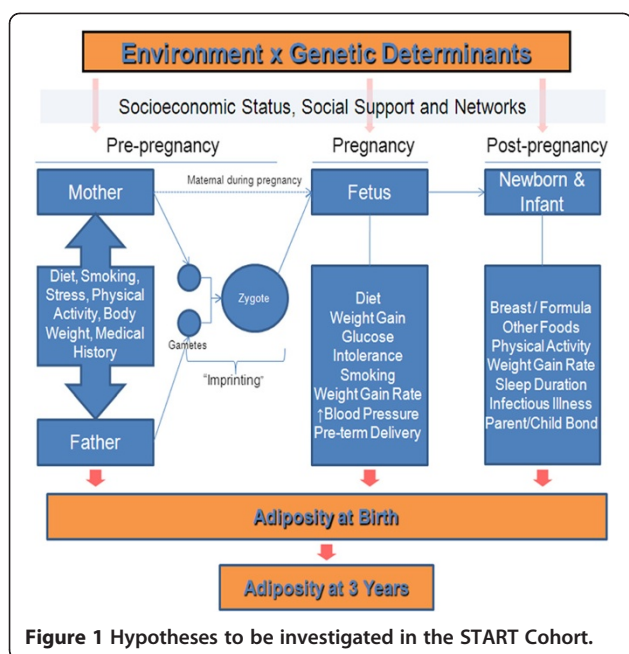 Environment x Genetic Determinants
Socioeconomic Status, Social Support and Networks
Pre-pregnancy
Pregnancy
Post-pregnancy
Mother
Maternal during pregnancy
Fetus
Newborn &
Infant
Diet, Smoking,
Stress, Physical
Activity, Body
Weight, Medical
History
Gametes
Zygote
"Imprinting"
Father
Diet
Weight Gain
Glucose
Intolerance
Smoking
Weight Gain Rate
↑Blood Pressure
Pre-term Delivery
Breast / Formula
Other Foods
Physical Activity
Weight Gain Rate
Sleep Duration
Infectious Illness
Parent/Child Bond
Adiposity at Birth
Adiposity at 3 Years
Figure 1 Hypotheses to be investigated in the START Cohort.